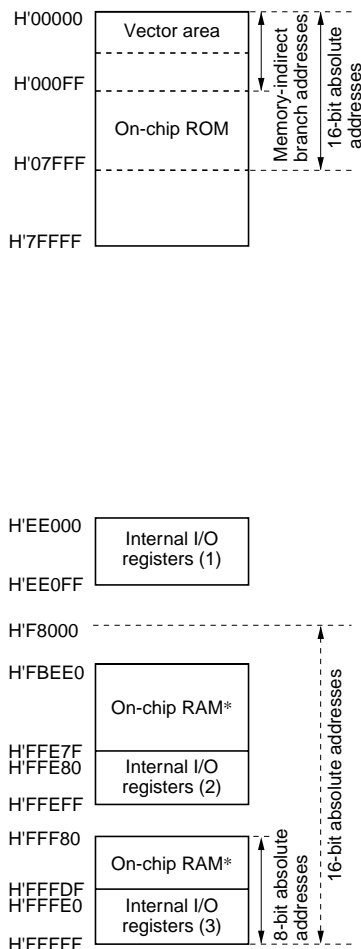 H'00000
Vector area
H'000FF
On-chip ROM
H'07FFF
H'7FFFF
Memory-indirect
branch addresses
16-bit absolute
addresses
H'EE000
Internal I/O
registers (1)
H'EE0FF
H'F8000
H'FBEE0
On-chip RAM*
H'FFE7F
H'FFE80
Internal I/O
registers (2)
H'FFEFF
H'FFF80
On-chip RAM*
H'FFFDF
H'FFFE0
Internal I/O
registers (3)
H'FFFFF
8-bit absolute
addresses
16-bit absolute addresses